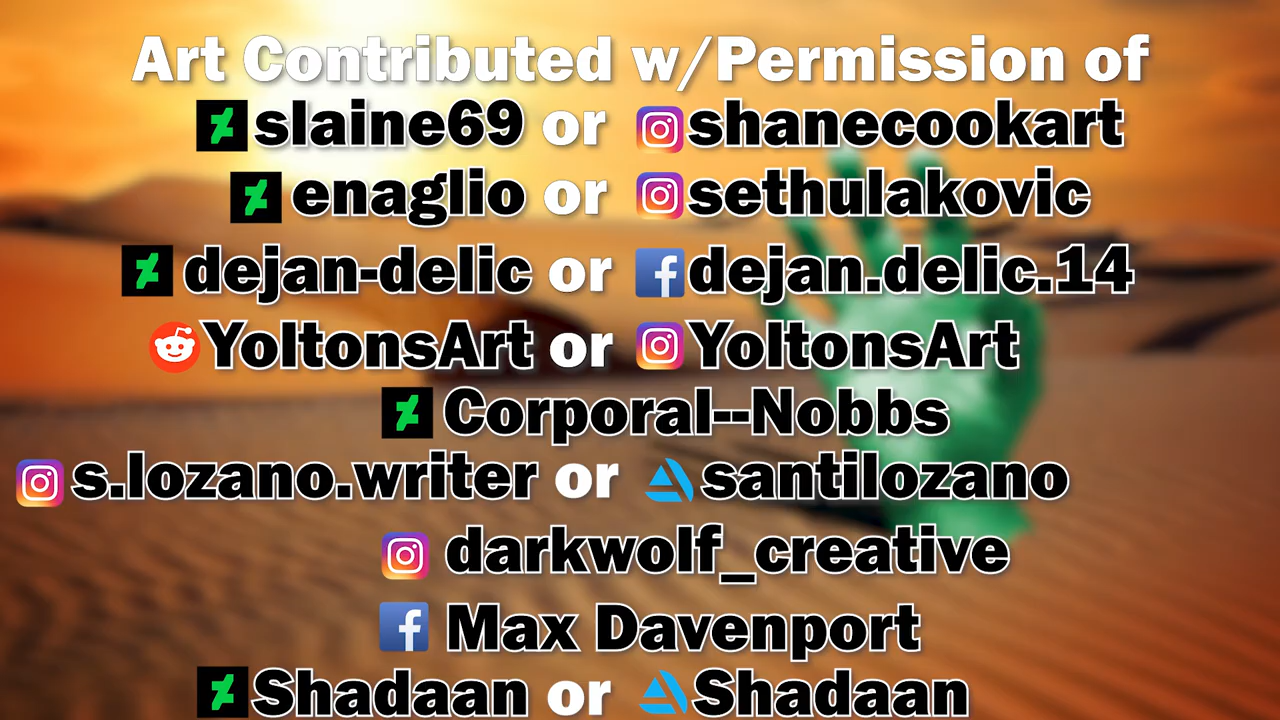 Art Contributed w/Permission of
slaine69 or shanecookart
enaglio or sethulakovic
dejan-delic or dejan.delic.14
YoltonsArt or YoltonsArt
Corporal--Nobbs
s.lozano.writer or santilozano
darkwolf_creative
Max Davenport
Shadaan or Shadaan